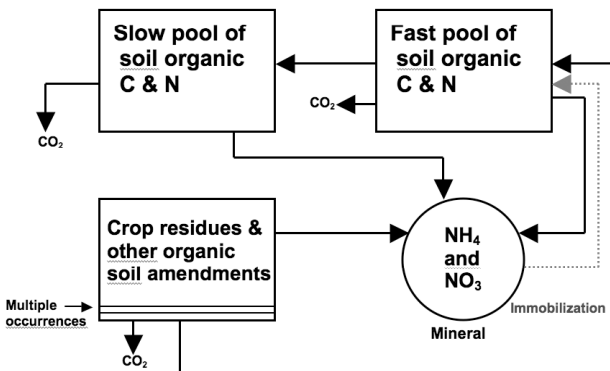 Slow pool of
soil organic
C & N
Fast pool of
soil organic
C & N
CO₂
CO₂
Crop residues &
other organic
soil amendments
NH₄
and
NO₃
Multiple
occurrences
Immobilization
Mineral
CO₂